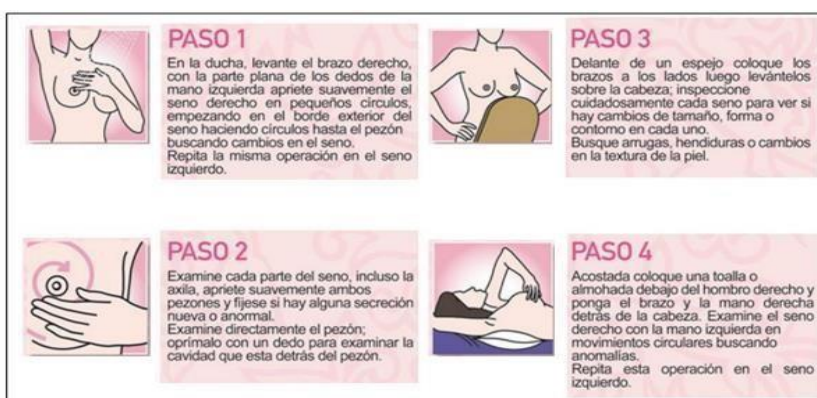 PASO 1
En la ducha, levante el brazo derecho,
con la parte plana de los dedos de la
mano izquierda apriete suavemente el
seno derecho en pequeños círculos,
empezando en el borde exterior del
seno haciendo círculos hasta el pezón
buscando cambios en el seno.
Repita la misma operación en el seno
izquierdo.
PASO 2
Examine cada parte del seno, incluso la
axila, apriete suavemente ambos
pezones y fíjese si hay alguna secreción
nueva o anormal.
Examine directamente el pezón;
oprímalo con un dedo para examinar la
cavidad que esta detrás del pezón.
PASO 3
Delante de un espejo coloque los
brazos a los lados luego levántelos
sobre la cabeza; inspeccione
cuidadosamente cada seno para ver si
hay cambios de tamaño, forma o
contorno en cada uno.
Busque arrugas, hendiduras o cambios
en la textura de la piel.
PASO 4
Acostada coloque una toalla o
almohada debajo del hombro derecho y
ponga el brazo y la mano derecha
detrás de la cabeza. Examine el seno
derecho con la mano izquierda en
movimientos circulares buscando
anomalías.
Repita esta operación en el seno
izquierdo.